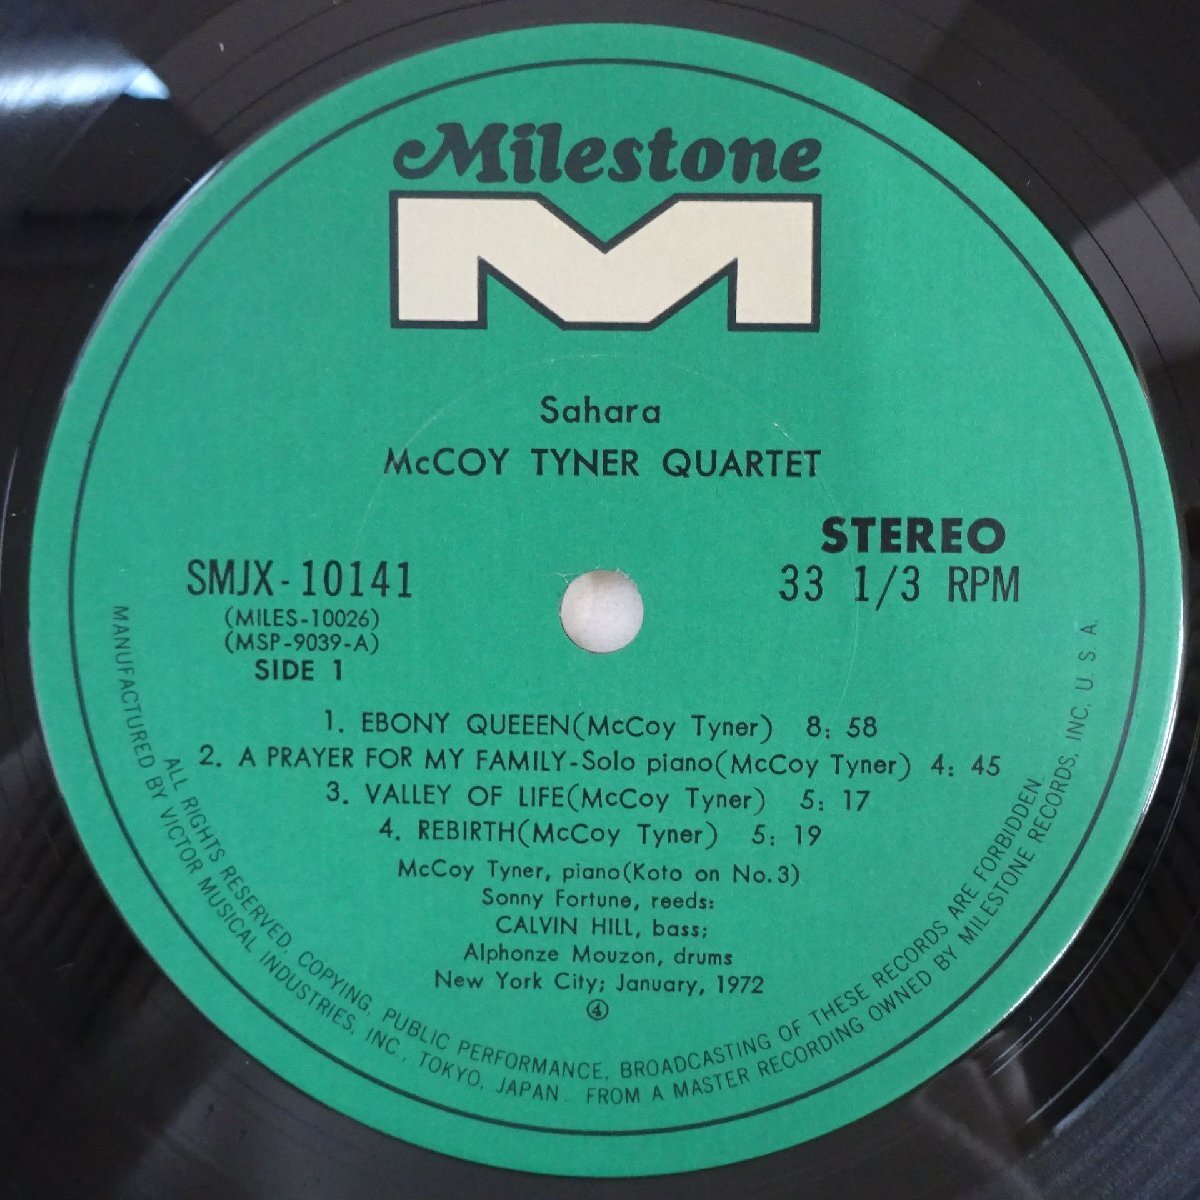 Milestone
Sahara
McCOY TYNER QUARTET
STEREO
SMJX-10141
33 1/3 RPM
(MILES-10026)
(MSP-9039-A)
SIDE 1
1. EBONY QUEEEN(McCoy Tyner) 8: 58
2. A PRAYER FOR MY FAMILY-Solo piano(McCoy Tyner) 4: 45
3. VALLEY OF LIFE(McCoy Tyner) 5: 17
4. REBIRTH(McCoy Tyner) 5: 19
McCoy Tyner, piano(Koto on No.3)
Sonny Fortune, reeds:
CALVIN HILL, bass;
Alphonze Mouzon, drums
New York City; January, 1972
④
ALL RIGHTS RESERVED, COPYING, PUBLIC PERFORMANCE, BROADCASTING OF THESE RECORDS ARE FORBIDDEN.
MANUFACTURED BY VICTOR MUSICAL INDUSTRIES, INC., TOKYO, JAPAN. FROM A MASTER RECORDING OWNED BY MILESTONE RECORDS, INC, U. S. A.